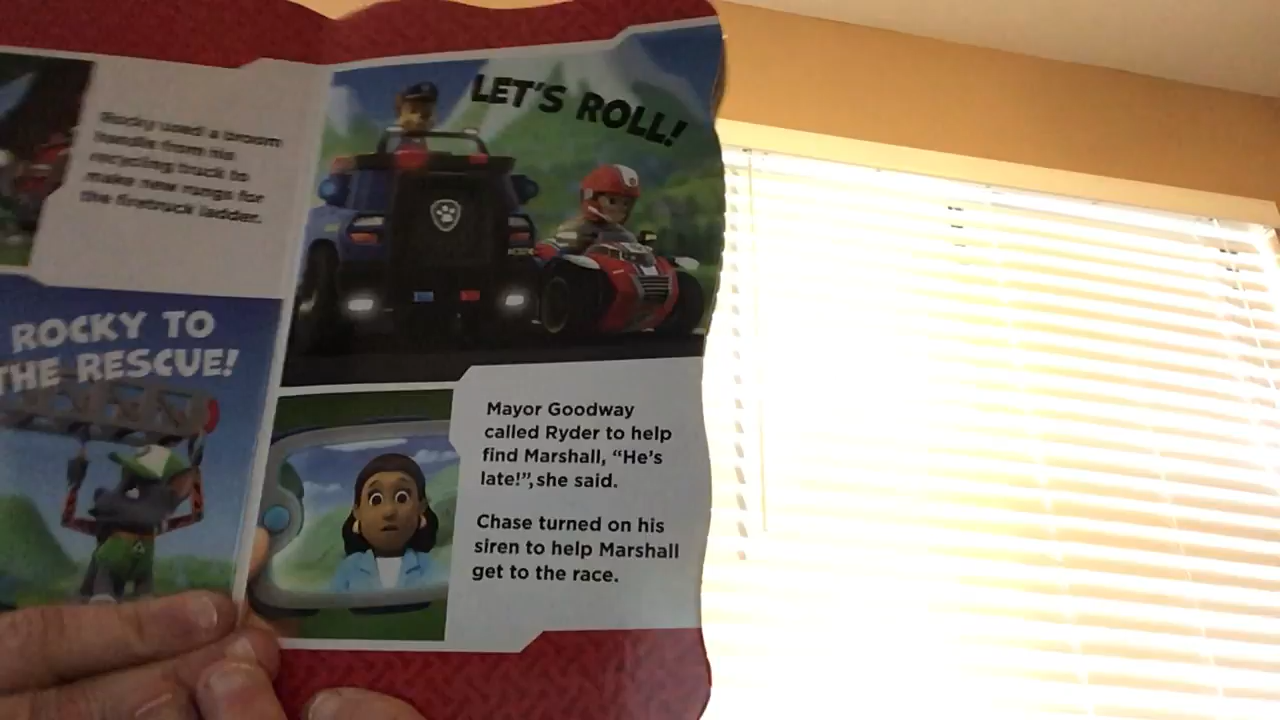 Rocky used a broom
handle from his
recycling truck to
make new rungs for
the firetruck ladder.
ROCKY TO
THE RESCUE!
LET'S ROLL!
Mayor Goodway
called Ryder to help
find Marshall, “He's
late!”, she said.
Chase turned on his
siren to help Marshall
get to the race.